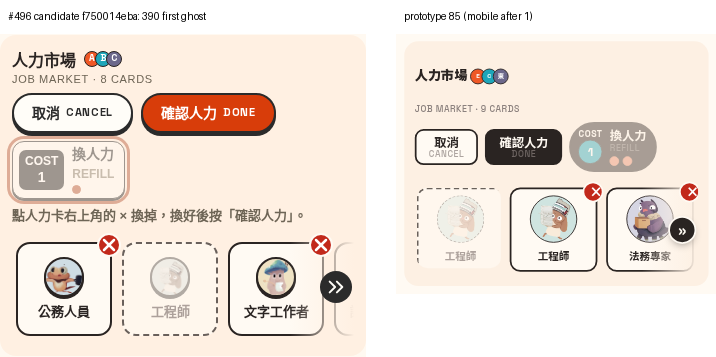 #496 candidate f750014eba: 390 first ghost
人力市場 A B C
JOB MARKET · 8 CARDS
取消 CANCEL
確認人力 DONE
COST 1
換人力
REFILL
點人力卡右上角的 × 換掉，換好後按「確認人力」。
公務人員
工程師
文字工作者
prototype 85 (mobile after 1)
人力市場
JOB MARKET · 9 CARDS
取消
CANCEL
確認人力
DONE
COST
1
換人力
REFILL
工程師
工程師
法務專家